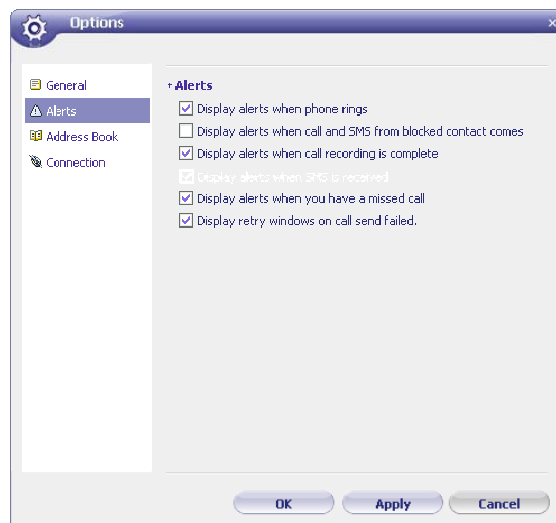 Options
General
Alerts
Address Book
Connection
Alerts
Display alerts when phone rings
Display alerts when call and SMS from blocked contact comes
Display alerts when call recording is complete
Display alerts when SMS is received
Display alerts when you have a missed call
Display retry windows on call send failed.
OK
Apply
Cancel